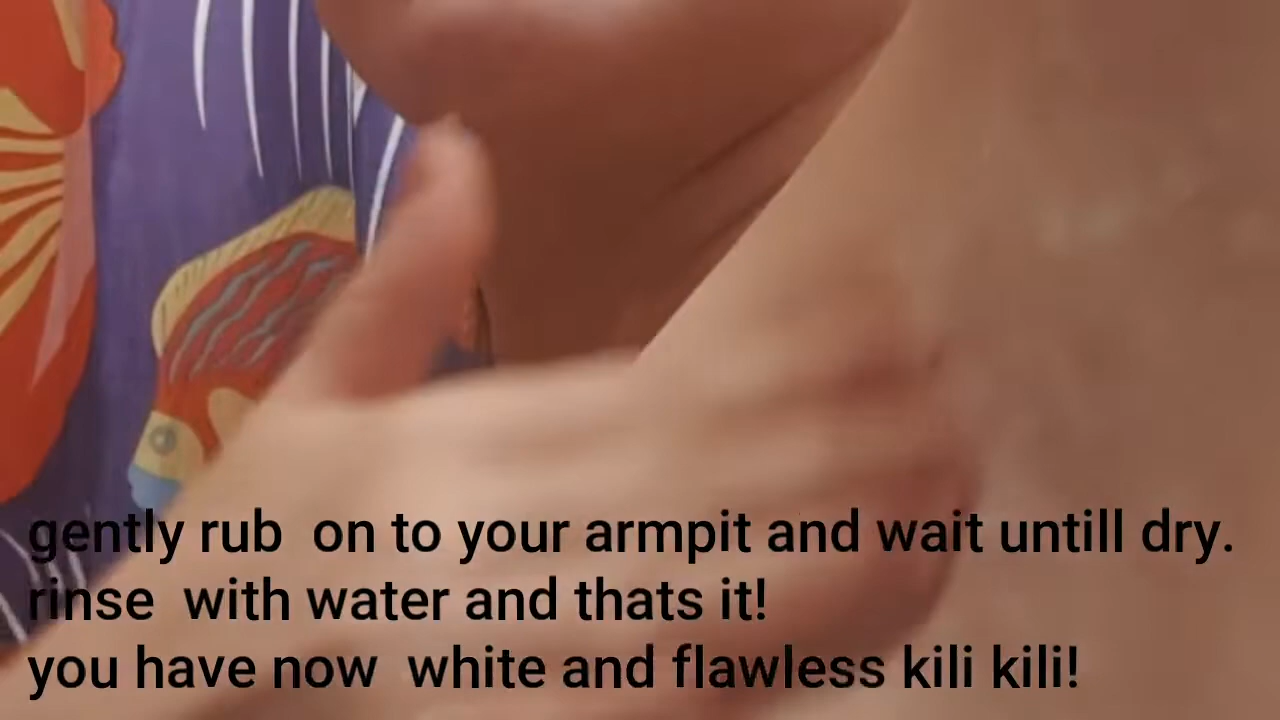 gently rub  on to your armpit and wait untill dry.
rinse  with water and thats it!
you have now  white and flawless kili kili!